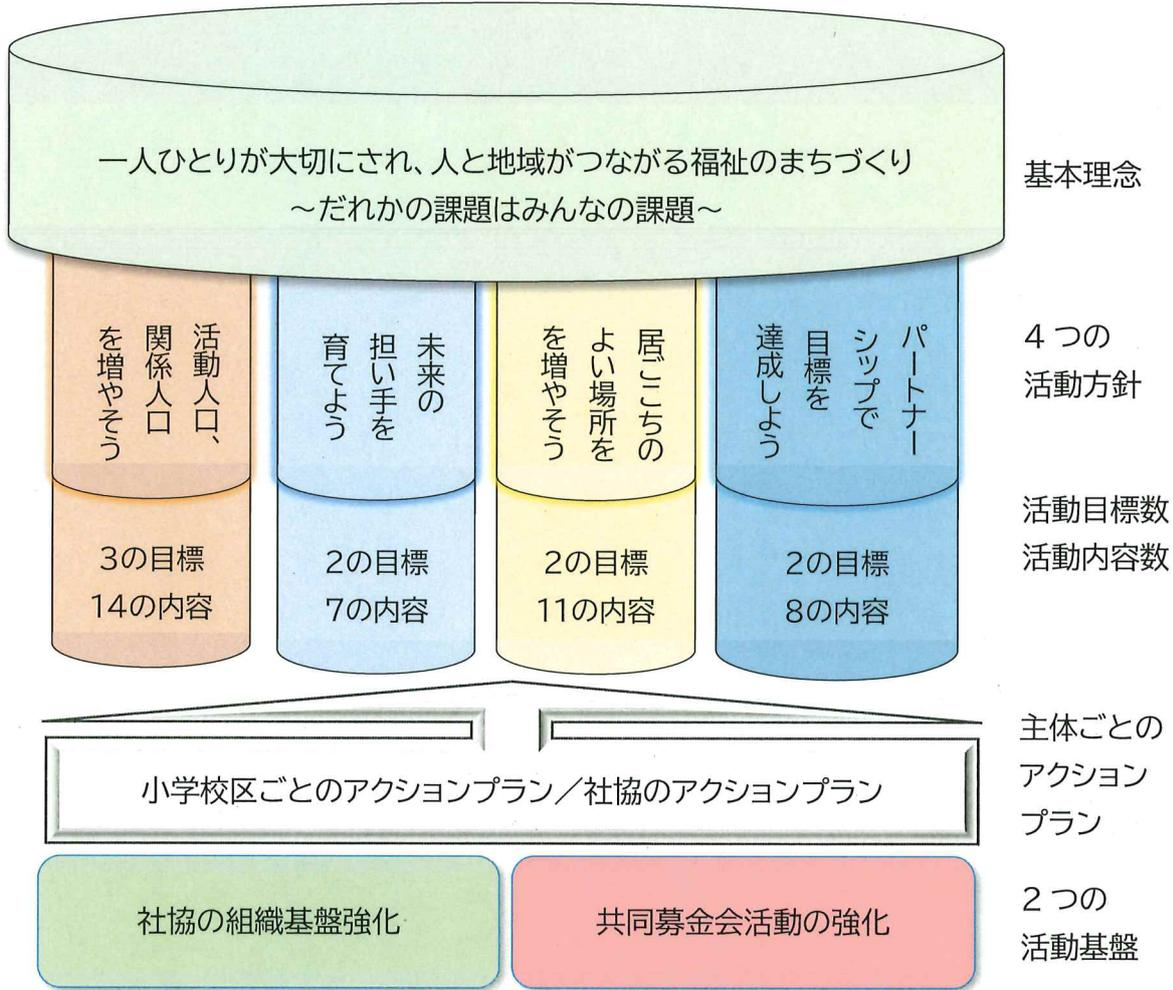 一人ひとりが大切にされ、人と地域がつながる福祉のまちづくり
～だれかの課題はみんなの課題～
基本理念
活動人口、
関係人口
を増やそう
未来の
担い手を
育てよう
居ごこちの
よい場所を
を増やそう
パートナー
シップで
目標を
達成しよう
4つの
活動方針
3の目標
14の内容
2の目標
7の内容
2の目標
11の内容
2の目標
8の内容
活動目標数
活動内容数
小学校区ごとのアクションプラン／社協のアクションプラン
主体ごとの
アクション
プラン
社協の組織基盤強化
共同募金会活動の強化
2つの
活動基盤